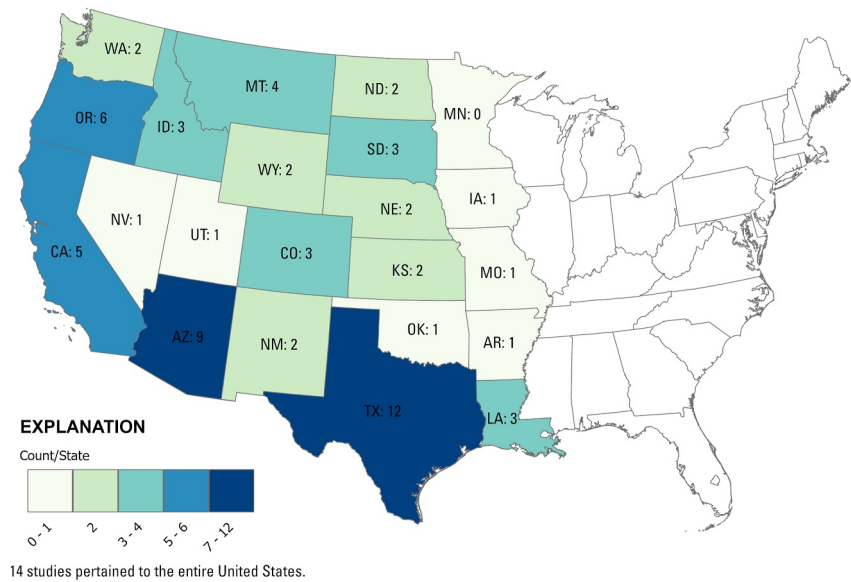 WA: 2
MT: 4
ND: 2
MN: 0
OR: 6
ID: 3
SD: 3
WY: 2
IA: 1
NE: 2
NV: 1
UT: 1
CA: 5
CO: 3
KS: 2
MO: 1
AZ: 9
NM: 2
OK: 1
AR: 1
TX: 12
LA: 3
EXPLANATION
Count/State
0 - 1
2
3 - 4
5 - 6
7 - 12
14 studies pertained to the entire United States.